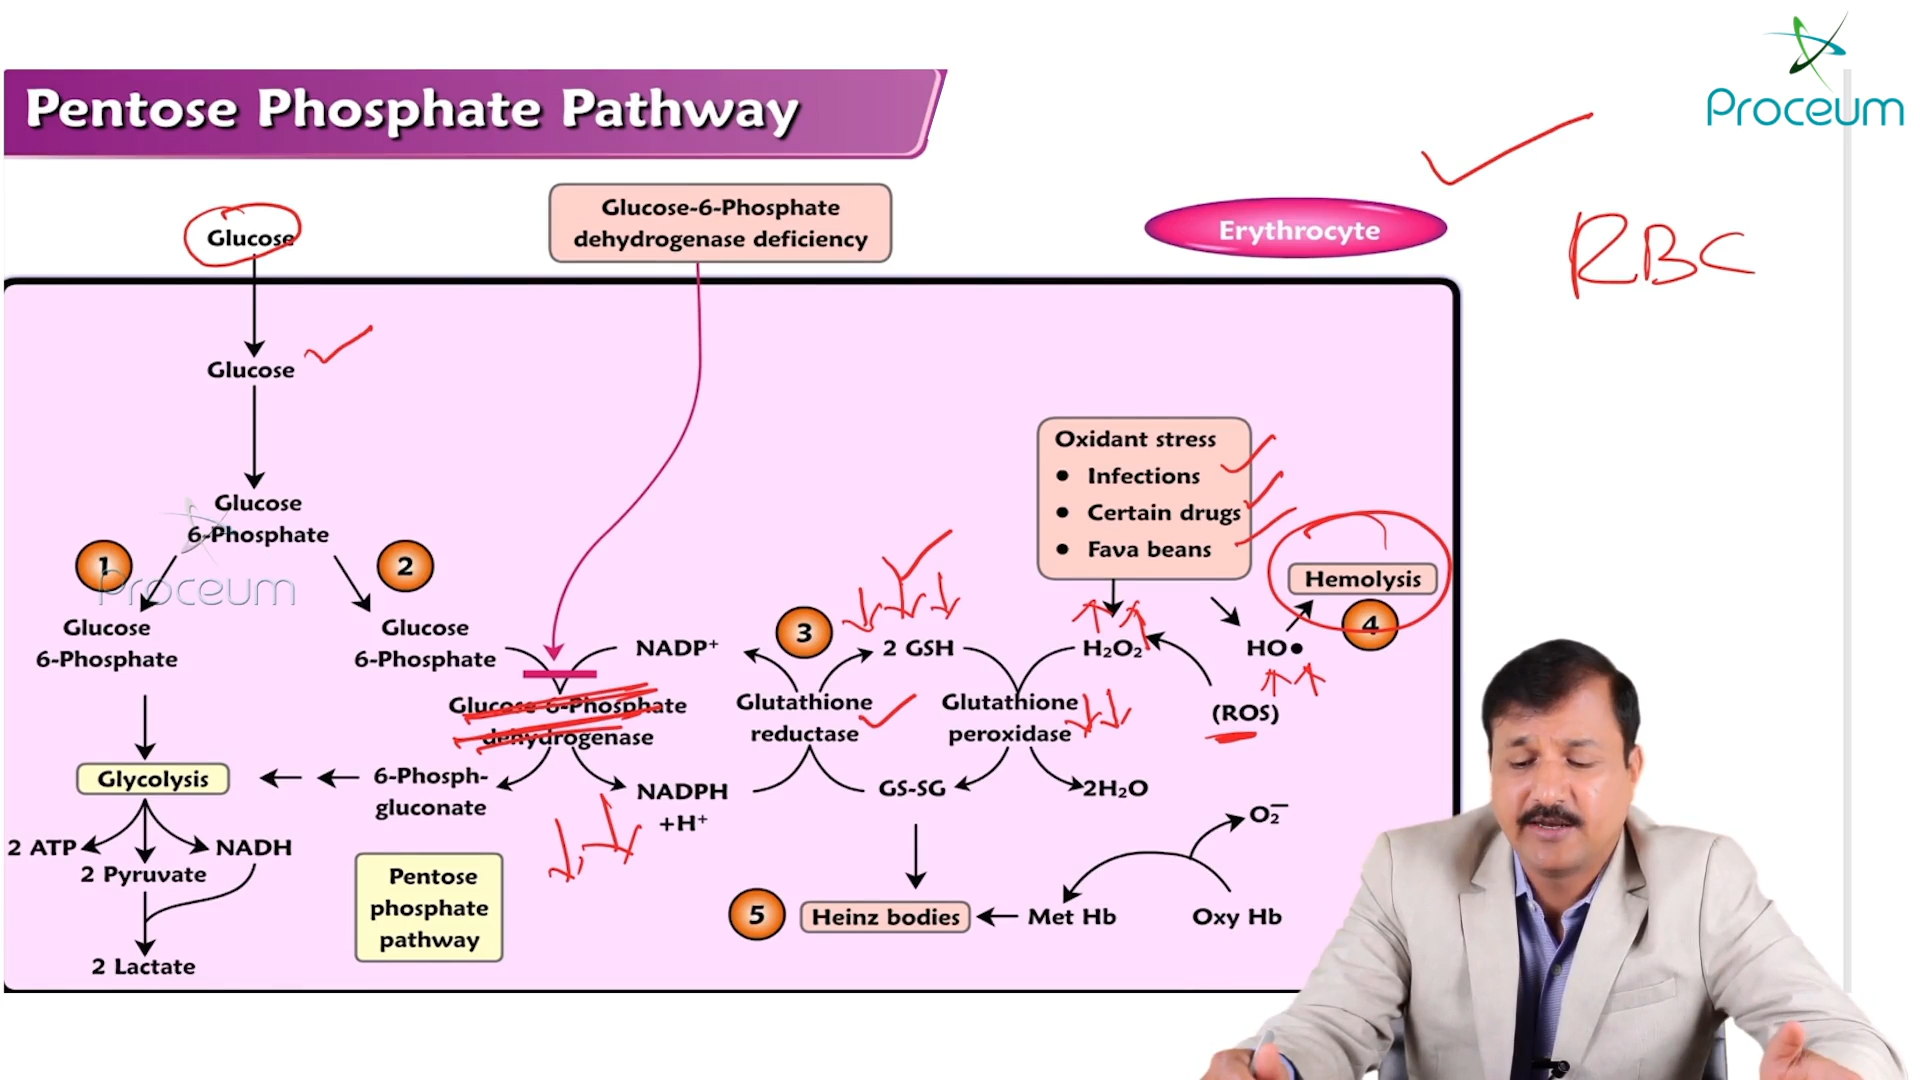 Proceum
Pentose Phosphate Pathway
Glucose
Glucose-6-Phosphate
dehydrogenase deficiency
Erythrocyte
RBC
Glucose
Glucose
6-Phosphate
Oxidant stress
• Infections
• Certain drugs
• Fava beans
1
2
Proceum
Hemolysis
4
3
Glucose
6-Phosphate
Glucose
6-Phosphate
NADP⁺
2 GSH
H₂O₂
HO•
Glucose 6-Phosphate
dehydrogenase
Glutathione
reductase
Glutathione
peroxidase
(ROS)
Glycolysis
6-Phosph-
gluconate
NADPH
+H⁺
GS-SG
2H₂O
O₂⁻
2 ATP
NADH
2 Pyruvate
Pentose
phosphate
pathway
5
Heinz bodies
Met Hb
Oxy Hb
2 Lactate